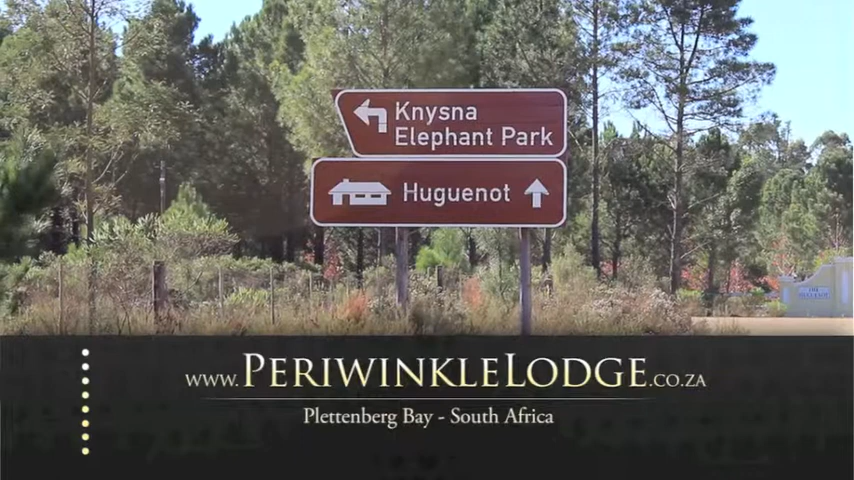 Knysna
Elephant Park
Huguenot
www.PeriwinkleLodge.co.za
Plettenberg Bay - South Africa